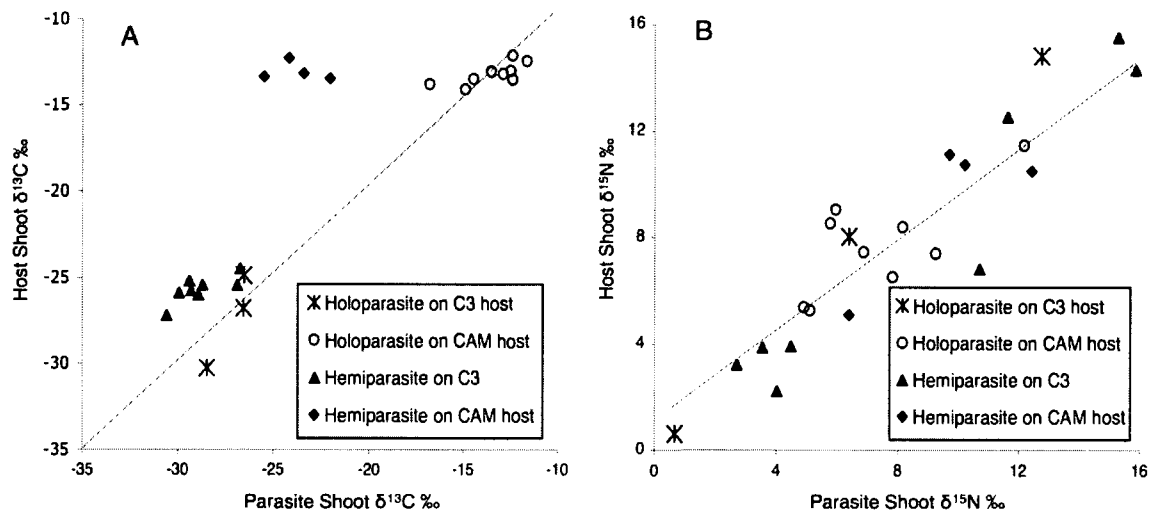 A
-10
-15
-20
-25
-30
-35
Host Shoot δ13C ‰
-35 -30 -25 -20 -15 -10
Parasite Shoot δ13C ‰
Holoparasite on C3 host
Holoparasite on CAM host
Hemiparasite on C3
Hemiparasite on CAM host
B
16
12
8
4
0
Host Shoot δ15N ‰
0 4 8 12 16
Parasite Shoot δ15N ‰
Holoparasite on C3 host
Holoparasite on CAM host
Hemiparasite on C3
Hemiparasite on CAM host